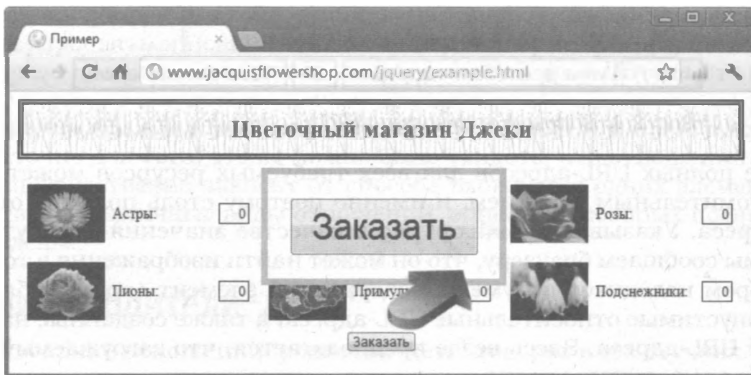 Пример
www.jacquisflowershop.com/jquery/example.html
Цветочный магазин Джеки
Астры: 0
Розы: 0
Заказать
Пионы: 0
0
Подснежники: 0
Заказать